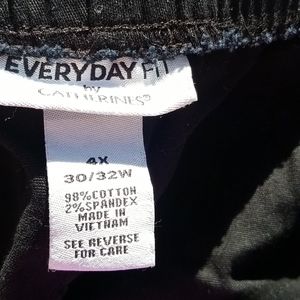 EVERYDAY FIT
by
CATHERINES®
4X
30/32W
98%COTTON
2%SPANDEX
MADE IN
VIETNAM
SEE REVERSE
FOR CARE